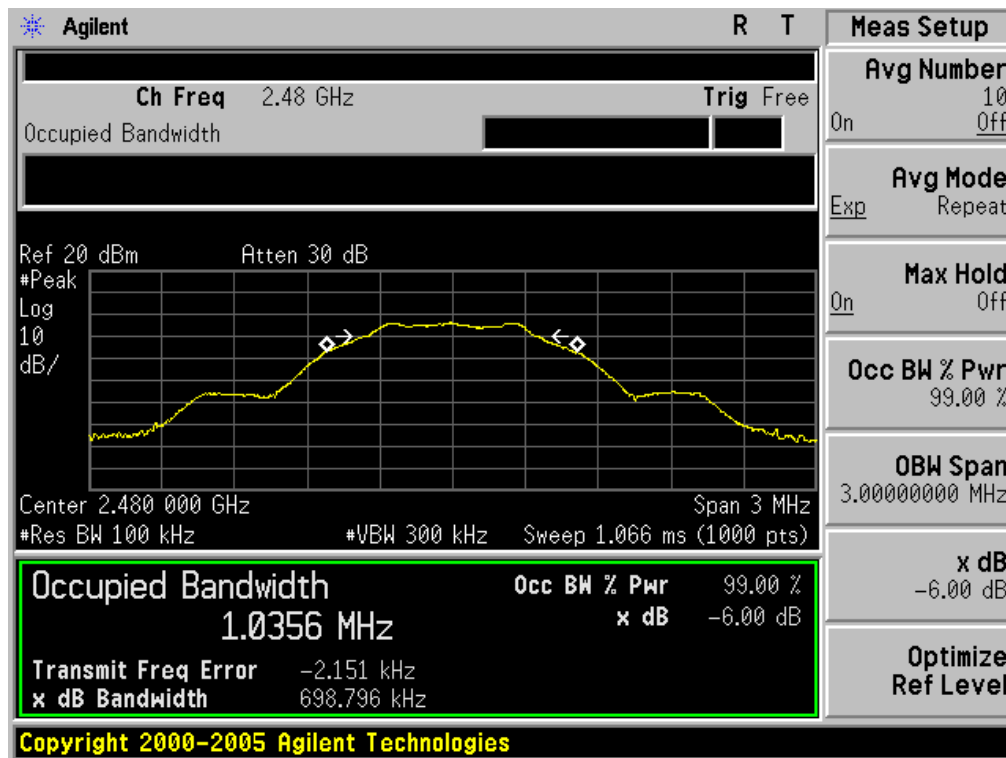 Agilent R T
Ch Freq 2.48 GHz Trig Free
Occupied Bandwidth
Ref 20 dBm Atten 30 dB
#Peak
Log
10
dB/
Center 2.480 000 GHz Span 3 MHz
#Res BW 100 kHz #VBW 300 kHz Sweep 1.066 ms (1000 pts)
Occupied Bandwidth Occ BW % Pwr 99.00 %
1.0356 MHz x dB -6.00 dB
Transmit Freq Error -2.151 kHz
x dB Bandwidth 698.796 kHz
Copyright 2000-2005 Agilent Technologies
Meas Setup
Avg Number
10
On Off
Avg Mode
Exp Repeat
Max Hold
On Off
Occ BW % Pwr
99.00 %
OBW Span
3.00000000 MHz
x dB
-6.00 dB
Optimize
Ref Level